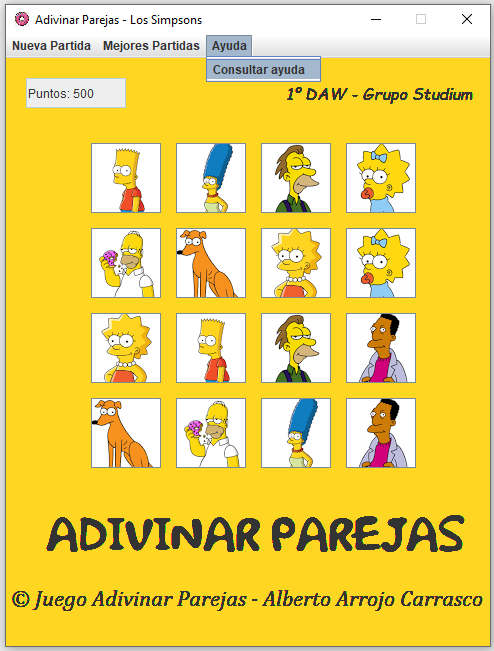 Adivinar Parejas - Los Simpsons
Nueva Partida Mejores Partidas Ayuda
Consultar ayuda
Puntos: 500
1º DAW - Grupo Studium
ADIVINAR PAREJAS
© Juego Adivinar Parejas - Alberto Arrojo Carrasco